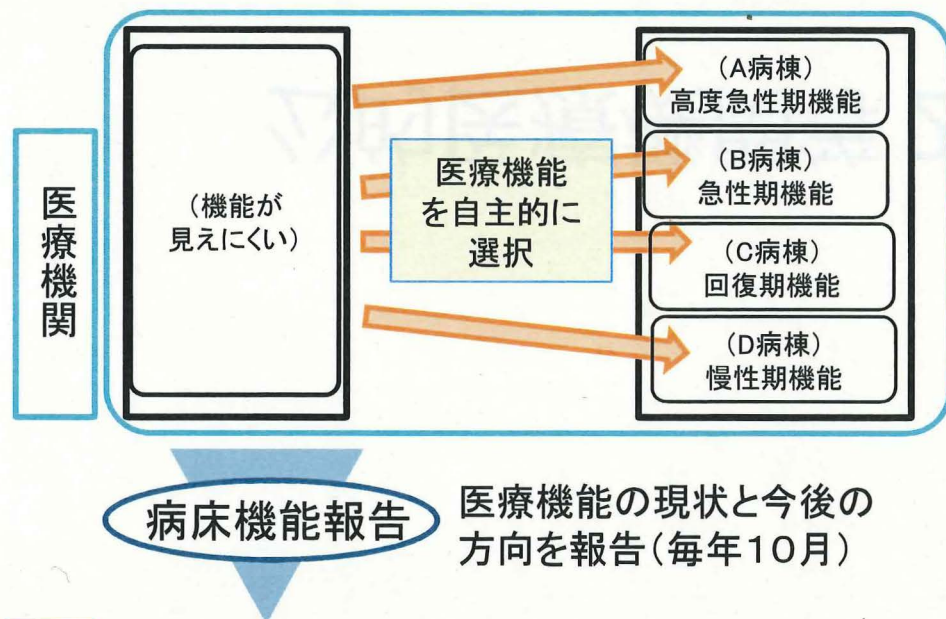 医療機関
(機能が
見えにくい)
医療機能
を自主的に
選択
(A病棟)
高度急性期機能
(B病棟)
急性期機能
(C病棟)
回復期機能
(D病棟)
慢性期機能
病床機能報告
医療機能の現状と今後の
方向を報告(毎年10月)